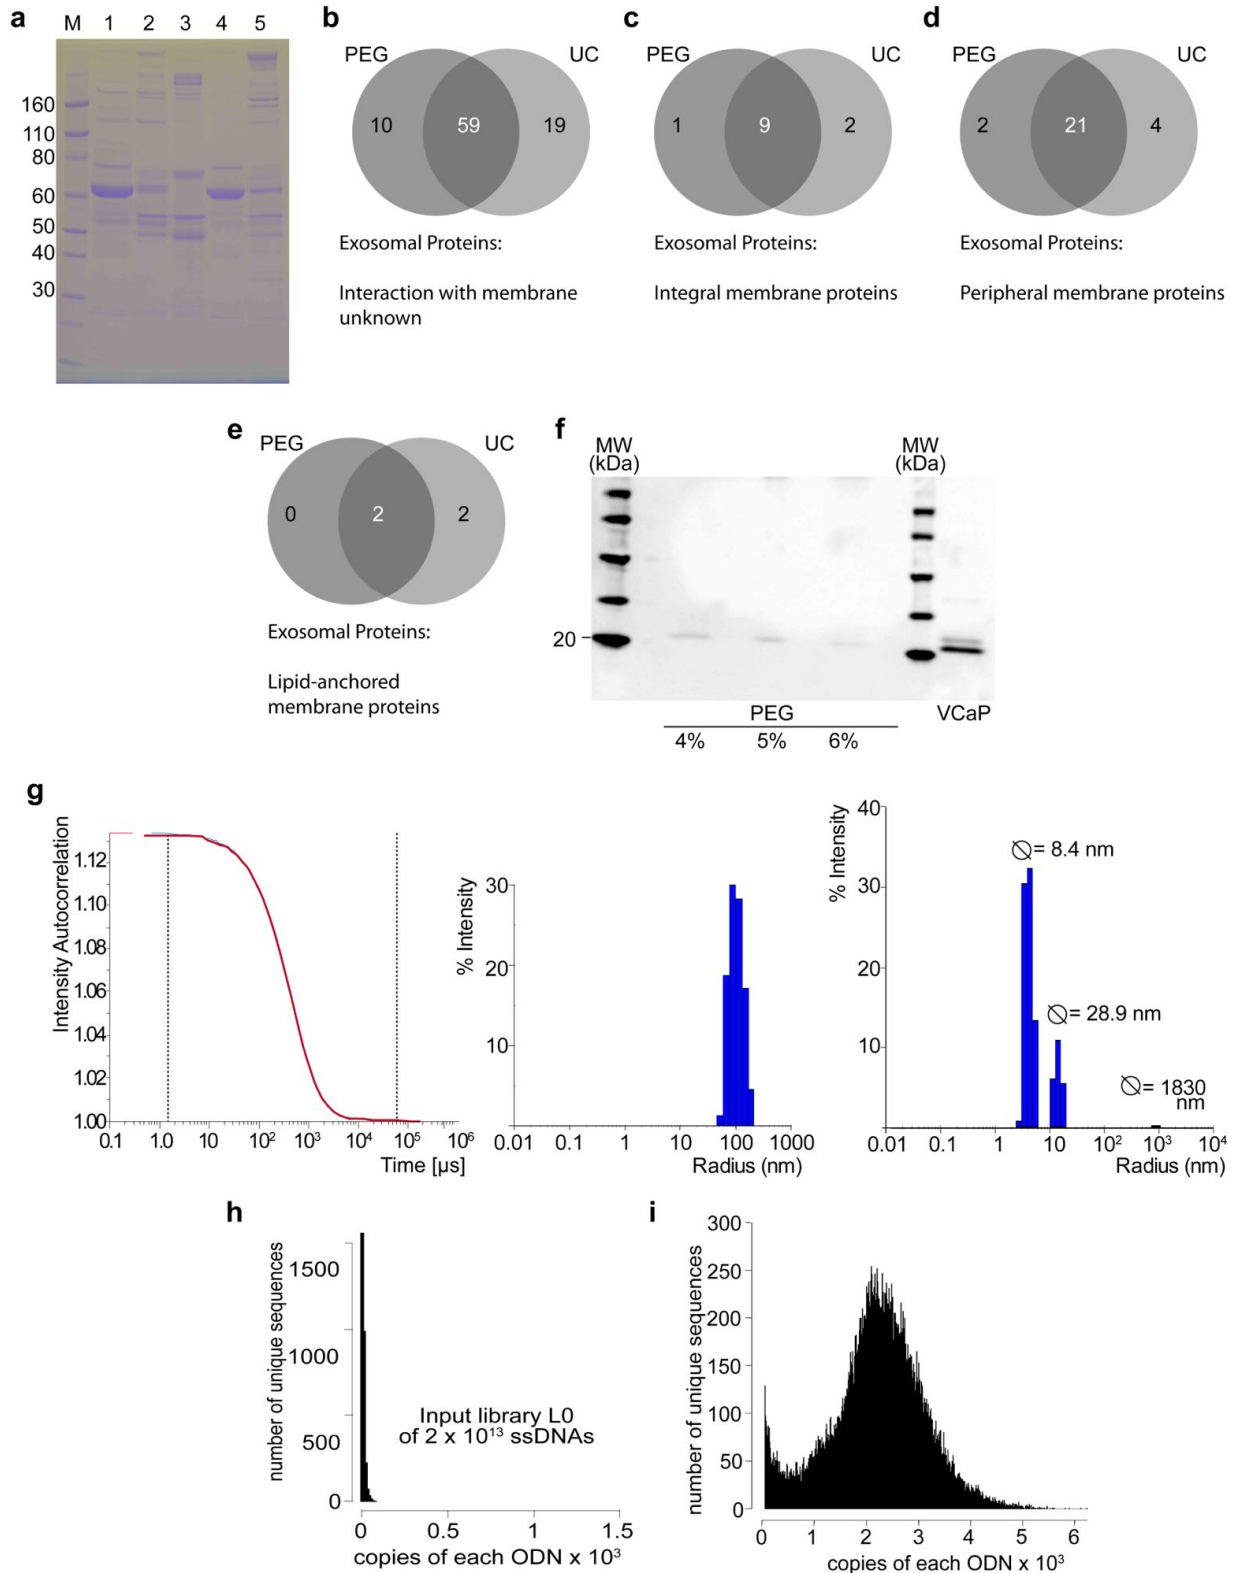 a
M 1 2 3 4 5
160
110
80
60
50
40
30
b
PEG UC
10 59 19
Exosomal Proteins:
Interaction with membrane
unknown
c
PEG UC
1 9 2
Exosomal Proteins:
Integral membrane proteins
d
PEG UC
2 21 4
Exosomal Proteins:
Peripheral membrane proteins
e
PEG UC
0 2 2
Exosomal Proteins:
Lipid-anchored
membrane proteins
f
MW
(kDa)
MW
(kDa)
20
PEG
4% 5% 6%
VCaP
g
Intensity Autocorrelation
1.12
1.10
1.08
1.06
1.04
1.02
1.00
0.1 1.0 10 10² 10³ 10⁴ 10⁵ 10⁶
Time [µs]
% Intensity
30
20
10
0.01 0.1 1 10 100 1000
Radius (nm)
% Intensity
40
30
20
10
∅= 8.4 nm
∅= 28.9 nm
∅= 1830
nm
0.01 0.1 1 10 10² 10³ 10⁴
Radius (nm)
h
number of unique sequences
1500
1000
500
0
Input library L0
of 2 x 10¹³ ssDNAs
0 0.5 1 1.5
copies of each ODN x 10³
i
number of unique sequences
300
250
200
150
100
50
0
0 1 2 3 4 5 6
copies of each ODN x 10³